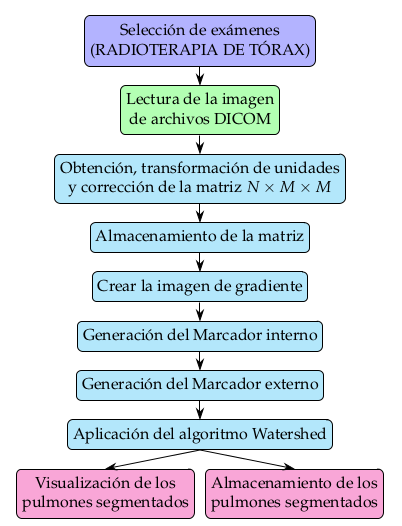 Selección de exámenes
(RADIOTERAPIA DE TÓRAX)
Lectura de la imagen
de archivos DICOM
Obtención, transformación de unidades
y corrección de la matriz N × M × M
Almacenamiento de la matriz
Crear la imagen de gradiente
Generación del Marcador interno
Generación del Marcador externo
Aplicación del algoritmo Watershed
Visualización de los
pulmones segmentados
Almacenamiento de los
pulmones segmentados